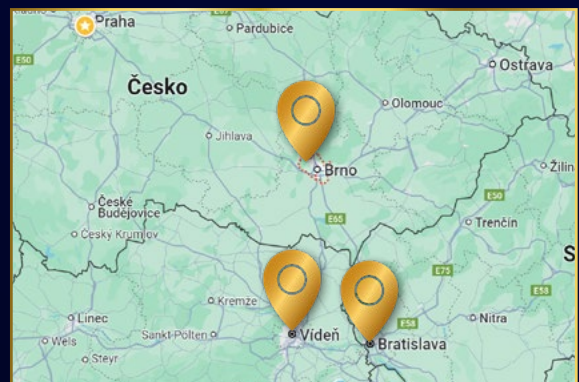 Praha
Pardubice
E50
Ostrava
Česko
Olomouc
Jihlava
Brno
E50
Žilin
České
Budějovice
E65
Trenčín
Český Krumlov
S
E75
E58
Kremže
Linec
Nitra
E58
Vídeň
Sankt Pölten
Wels
Bratislava
Steyr